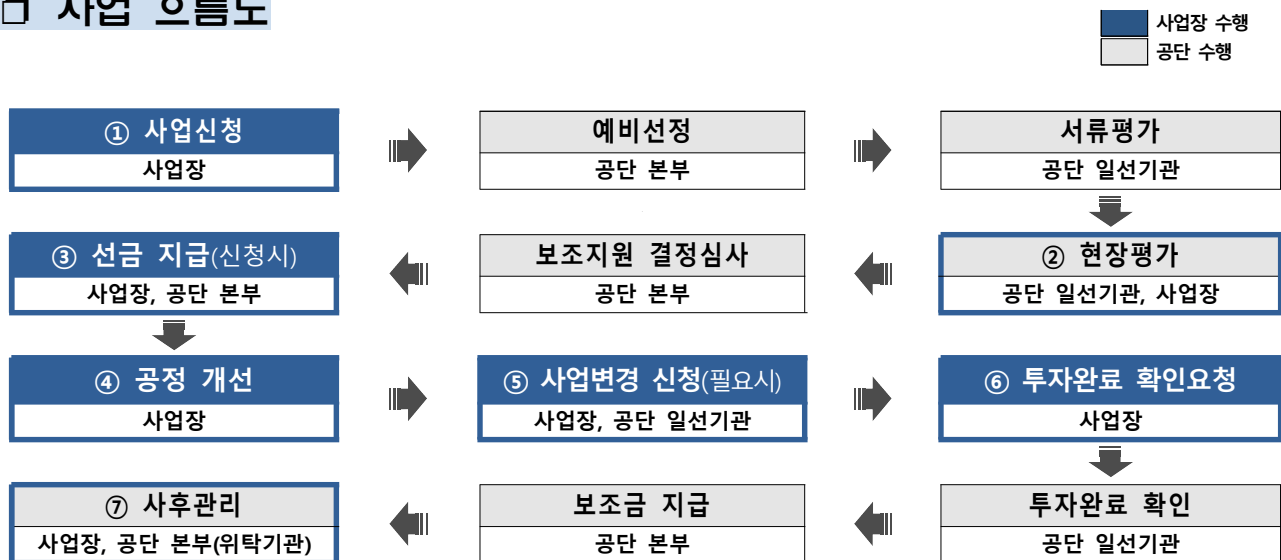 □ 사업 흐름도
사업장 수행
공단 수행
① 사업신청
사업장
예비선정
공단 본부
서류평가
공단 일선기관
③ 선금 지급(신청시)
사업장, 공단 본부
보조지원 결정심사
공단 본부
② 현장평가
공단 일선기관, 사업장
④ 공정 개선
사업장
⑤ 사업변경 신청(필요시)
사업장, 공단 일선기관
⑥ 투자완료 확인요청
사업장
⑦ 사후관리
사업장, 공단 본부(위탁기관)
보조금 지급
공단 본부
투자완료 확인
공단 일선기관